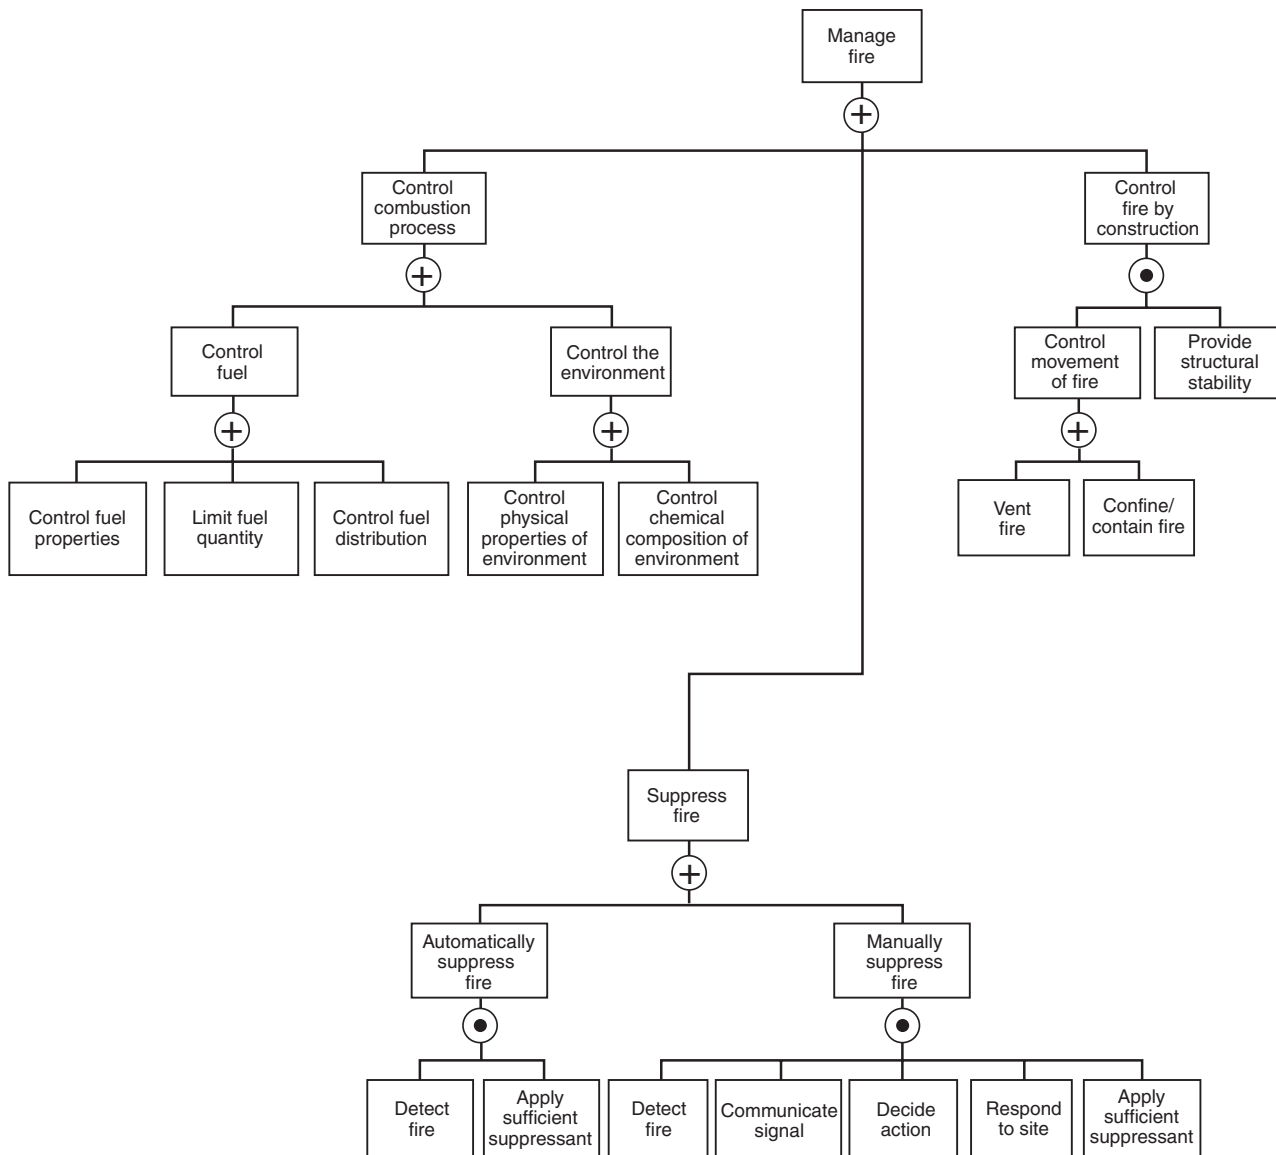 Manage
fire
+
Control
combustion
process
Control
fire by
construction
+
Control
fuel
Control the
environment
Control
movement
of fire
Provide
structural
stability
+
+
+
Control fuel
properties
Limit fuel
quantity
Control fuel
distribution
Control
physical
properties of
environment
Control
chemical
composition of
environment
Vent
fire
Confine/
contain fire
Suppress
fire
+
Automatically
suppress
fire
Manually
suppress
fire
Detect
fire
Apply
sufficient
suppressant
Detect
fire
Communicate
signal
Decide
action
Respond
to site
Apply
sufficient
suppressant